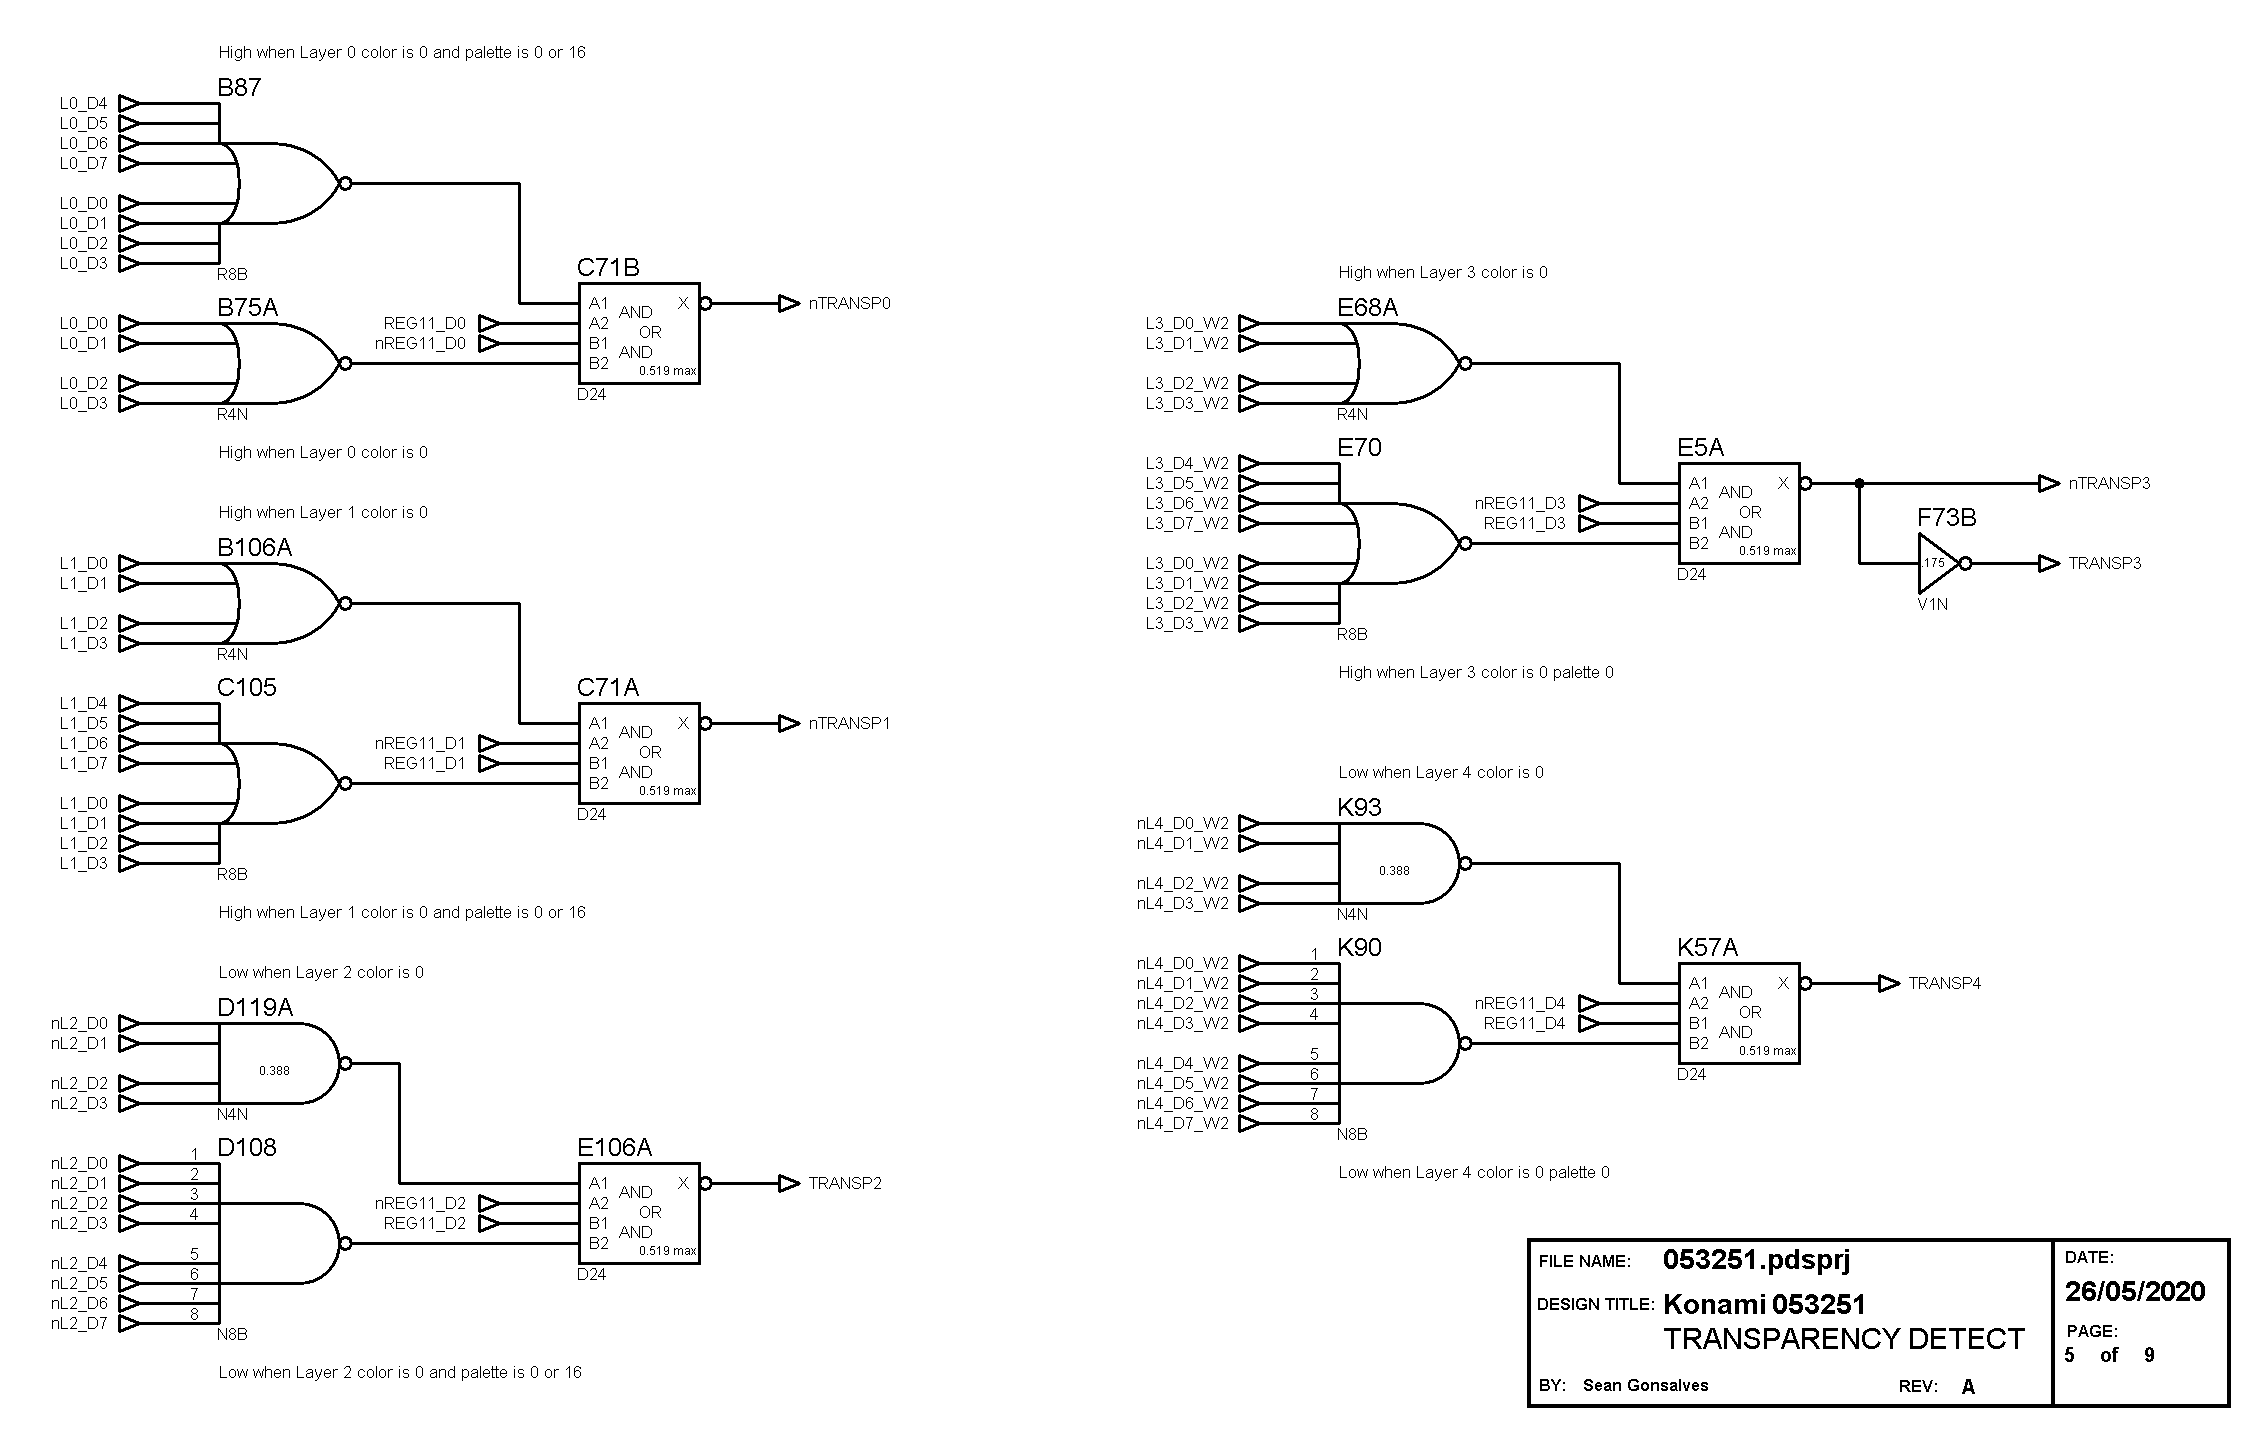 High when Layer 0 color is 0 and palette is 0 or 16
B87
L0_D4
L0_D5
L0_D6
L0_D7
L0_D0
L0_D1
L0_D2
L0_D3
R8B
B75A
L0_D0
L0_D1
L0_D2
L0_D3
R4N
High when Layer 0 color is 0
C71B
A1 AND X
REG11_D0 A2
OR
nREG11_D0 B1
AND
B2
0.519 max
D24
nTRANSP0
High when Layer 1 color is 0
B106A
L1_D0
L1_D1
L1_D2
L1_D3
R4N
C105
L1_D4
L1_D5
L1_D6
L1_D7
L1_D0
L1_D1
L1_D2
L1_D3
R8B
High when Layer 1 color is 0 and palette is 0 or 16
C71A
A1 AND X
nREG11_D1 A2
OR
REG11_D1 B1
AND
B2
0.519 max
D24
nTRANSP1
Low when Layer 2 color is 0
D119A
nL2_D0
nL2_D1
0.388
nL2_D2
nL2_D3
N4N
D108
nL2_D0 1
nL2_D1 2
nL2_D2 3
nL2_D3 4
nL2_D4 5
nL2_D5 6
nL2_D6 7
nL2_D7 8
N8B
Low when Layer 2 color is 0 and palette is 0 or 16
E106A
A1 AND X
nREG11_D2 A2
OR
REG11_D2 B1
AND
B2
0.519 max
D24
TRANSP2
High when Layer 3 color is 0
E68A
L3_D0_W2
L3_D1_W2
L3_D2_W2
L3_D3_W2
R4N
E70
L3_D4_W2
L3_D5_W2
L3_D6_W2
L3_D7_W2
L3_D0_W2
L3_D1_W2
L3_D2_W2
L3_D3_W2
R8B
High when Layer 3 color is 0 palette 0
E5A
A1 AND X
nREG11_D3 A2
OR
REG11_D3 B1
AND
B2
0.519 max
D24
nTRANSP3
F73B
.175
V1N
TRANSP3
Low when Layer 4 color is 0
K93
nL4_D0_W2
nL4_D1_W2
0.388
nL4_D2_W2
nL4_D3_W2
N4N
K90
nL4_D0_W2 1
nL4_D1_W2 2
nL4_D2_W2 3
nL4_D3_W2 4
nL4_D4_W2 5
nL4_D5_W2 6
nL4_D6_W2 7
nL4_D7_W2 8
N8B
Low when Layer 4 color is 0 palette 0
K57A
A1 AND X
nREG11_D4 A2
OR
REG11_D4 B1
AND
B2
0.519 max
D24
TRANSP4
FILE NAME: 053251.pdsprj
DESIGN TITLE: Konami 053251
TRANSPARENCY DETECT
BY: Sean Gonsalves REV: A
DATE:
26/05/2020
PAGE:
5 of 9